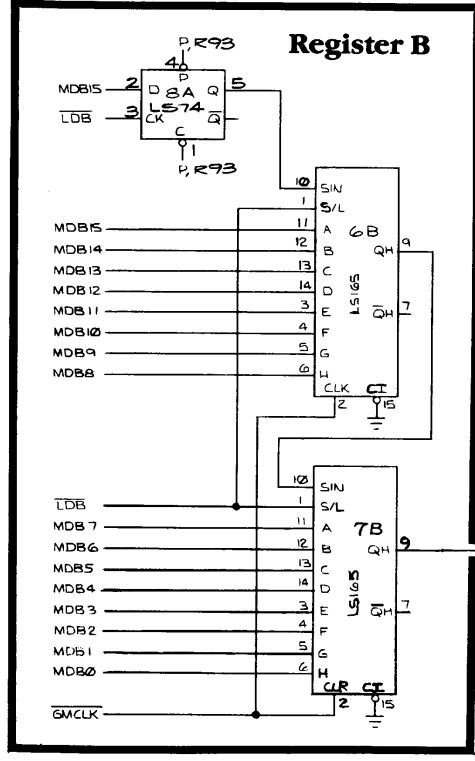 Register B
P, R93
4 P
MDB15 2 D 8A Q 5
LS74
LDB 3 CK Q
C
1
P, R93
10 SIN
1 S/L
MDB15 11 A 6B
MDB14 12 B QH 9
MDB13 13 C
MDB12 14 D LS165
MDB11 3 E QH 7
MDB10 4 F
MDB9 5 G
MDB8 6 H
CLK CI
2 15
10 SIN
LDB 1 S/L
MDB7 11 A 7B
MDB6 12 B QH 9
MDB5 13 C
MDB4 14 D LS165
MDB3 3 E QH 7
MDB2 4 F
MDB1 5 G
MDB0 6 H
CLR CI
GMCLK 2 15